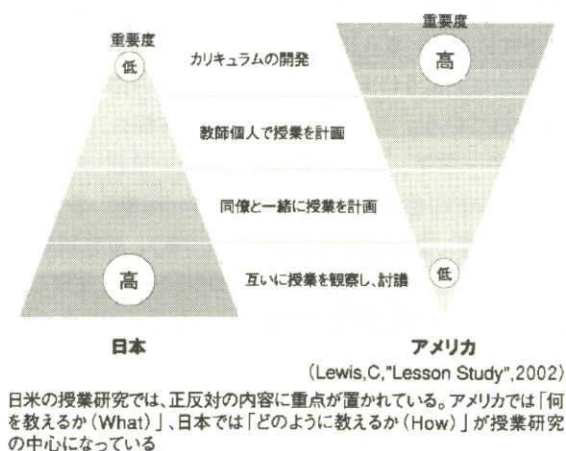 重要度
低
カリキュラムの開発
重要度
高
教師個人で授業を計画
同僚と一緒に授業を計画
高
互いに授業を観察し、討議
低
日本
アメリカ
(Lewis,C,"Lesson Study",2002)
日米の授業研究では、正反対の内容に重点が置かれている。アメリカでは「何
を教えるか(What)」、日本では「どのように教えるか(How)」が授業研究
の中心になっている